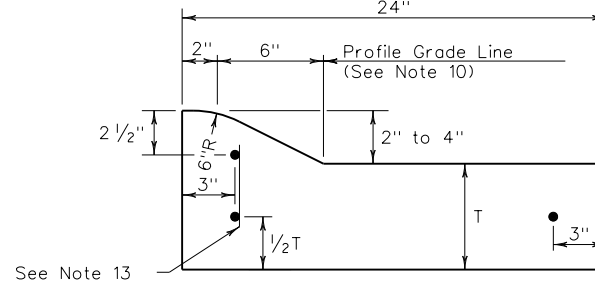 24"
2"
6"
Profile Grade Line
(See Note 10)
2 1/2"
6"R
2" to 4"
3"
T
1/2T
3"
See Note 13